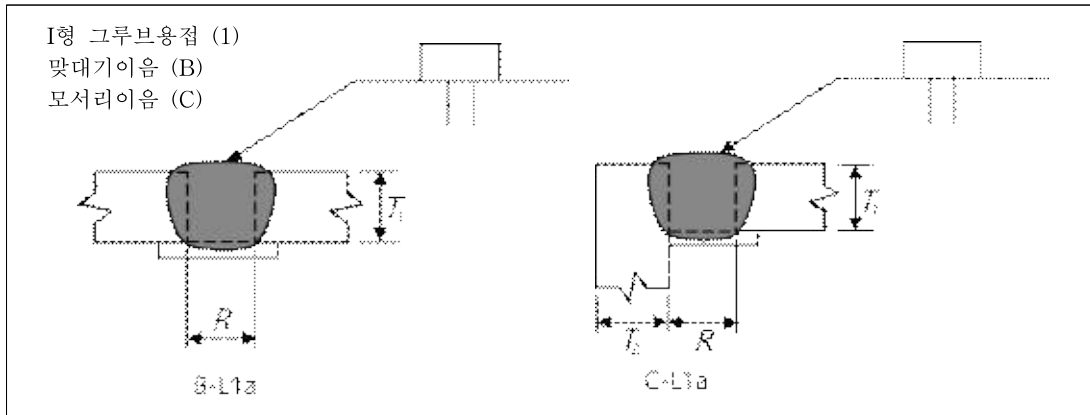 I형 그루브용접 (1)
맞대기이음 (B)
모서리이음 (C)
T₁
T₁
R
T₂
R
B-L1a
C-L1a